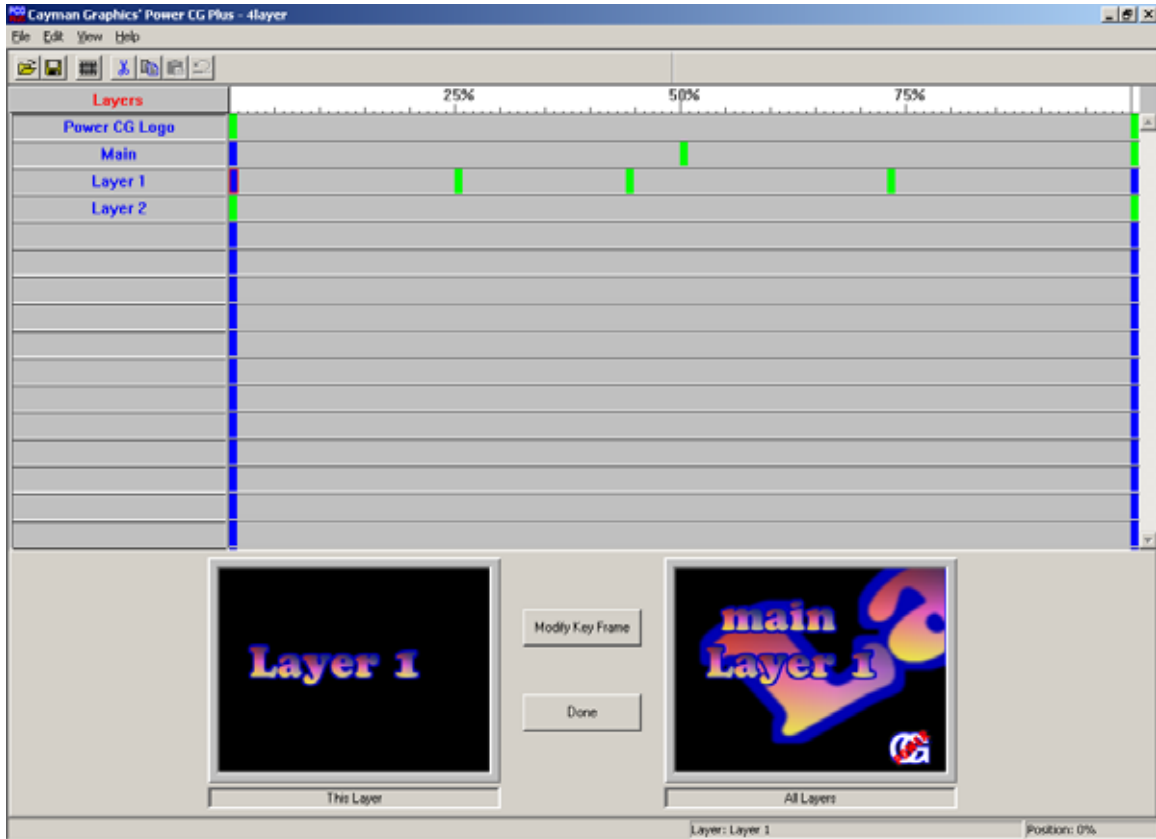 Cayman Graphics' Power CG Plus - 4layer
File Edit View Help
Layers 25% 50% 75%
Power CG Logo
Main
Layer 1
Layer 2
Layer 1
Modify Key Frame
Done
main
Layer 1
CG
This Layer
All Layers
Layer: Layer 1 Position: 0%